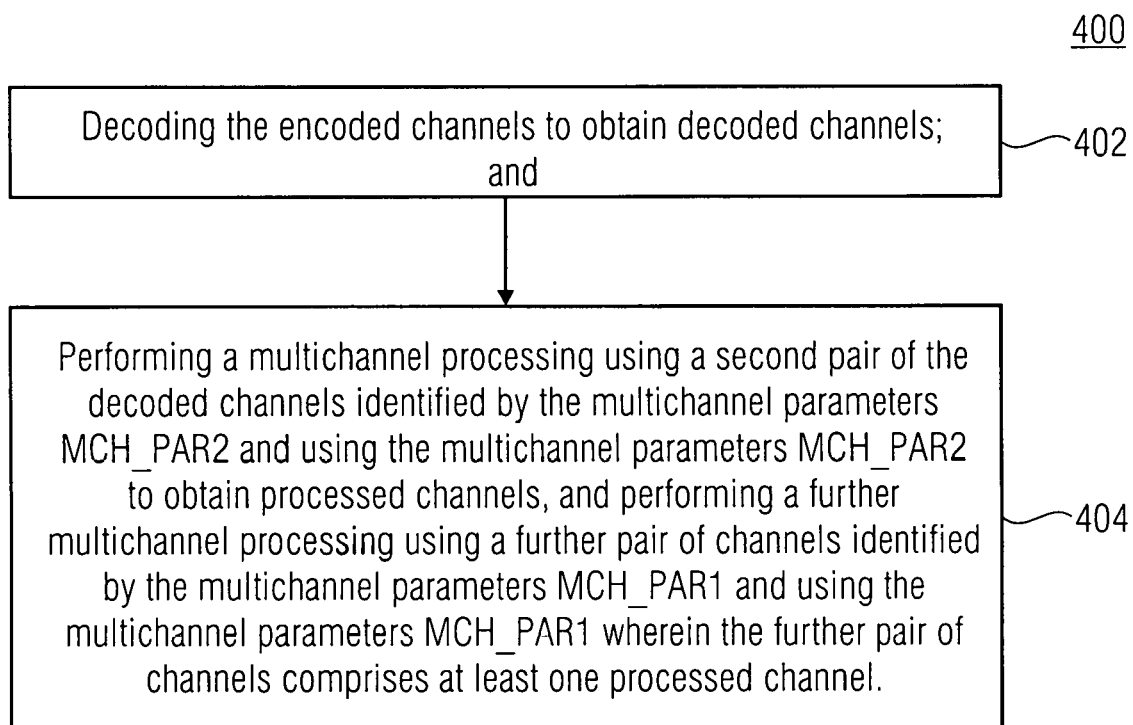 400
Decoding the encoded channels to obtain decoded channels;
and
402
Performing a multichannel processing using a second pair of the
decoded channels identified by the multichannel parameters
MCH_PAR2 and using the multichannel parameters MCH_PAR2
to obtain processed channels, and performing a further
multichannel processing using a further pair of channels identified
by the multichannel parameters MCH_PAR1 and using the
multichannel parameters MCH_PAR1 wherein the further pair of
channels comprises at least one processed channel.
404